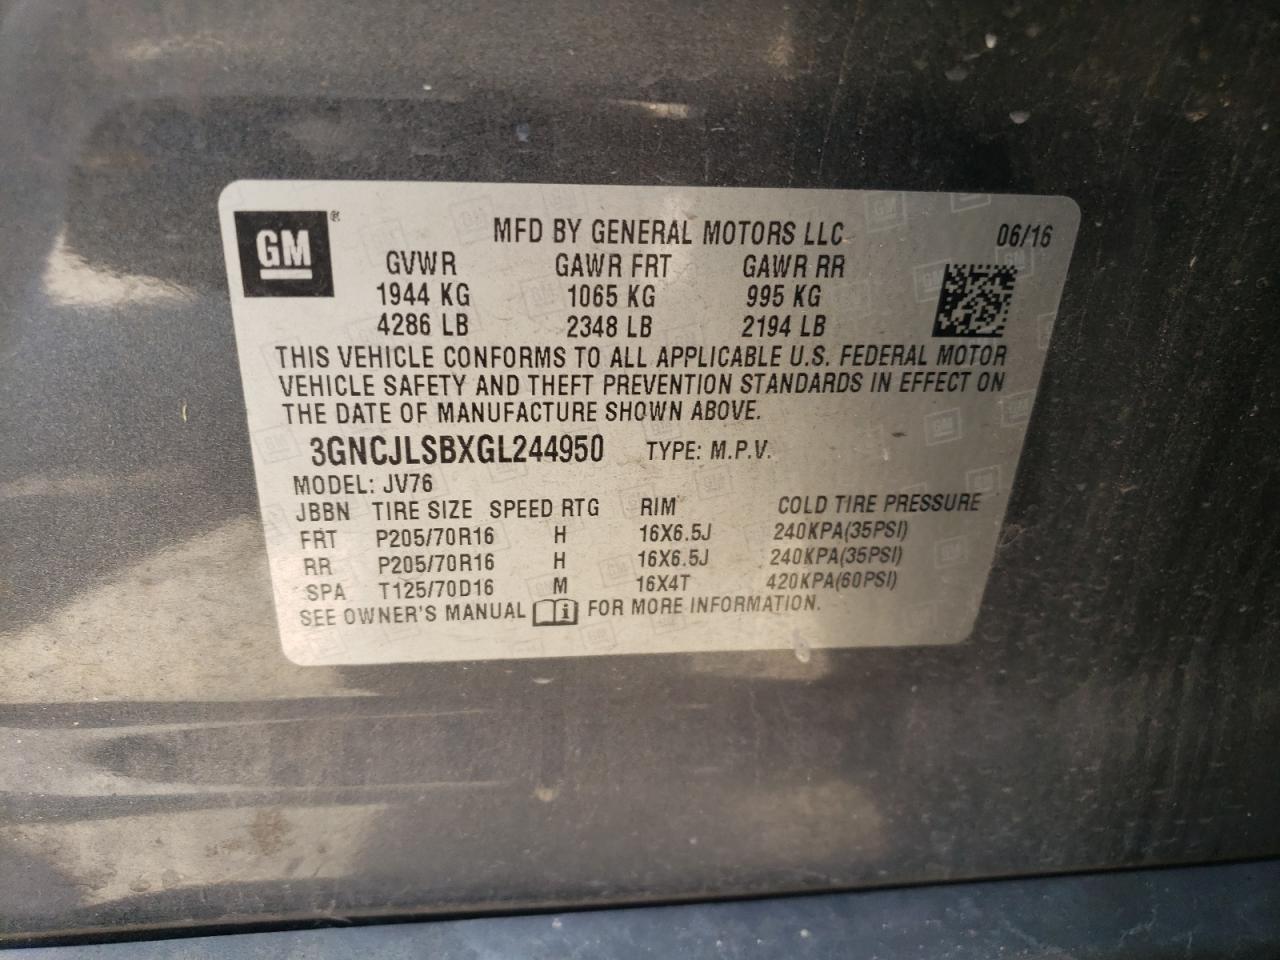 GM ®
MFD BY GENERAL MOTORS LLC 06/16
GVWR GAWR FRT GAWR RR
1944 KG 1065 KG 995 KG
4286 LB 2348 LB 2194 LB
THIS VEHICLE CONFORMS TO ALL APPLICABLE U.S. FEDERAL MOTOR
VEHICLE SAFETY AND THEFT PREVENTION STANDARDS IN EFFECT ON
THE DATE OF MANUFACTURE SHOWN ABOVE.
3GNCJLSBXGL244950 TYPE: M.P.V.
MODEL: JV76
JBBN TIRE SIZE SPEED RTG RIM COLD TIRE PRESSURE
FRT P205/70R16 H 16X6.5J 240KPA(35PSI)
RR P205/70R16 H 16X6.5J 240KPA(35PSI)
SPA T125/70D16 M 16X4T 420KPA(60PSI)
SEE OWNER'S MANUAL i FOR MORE INFORMATION.